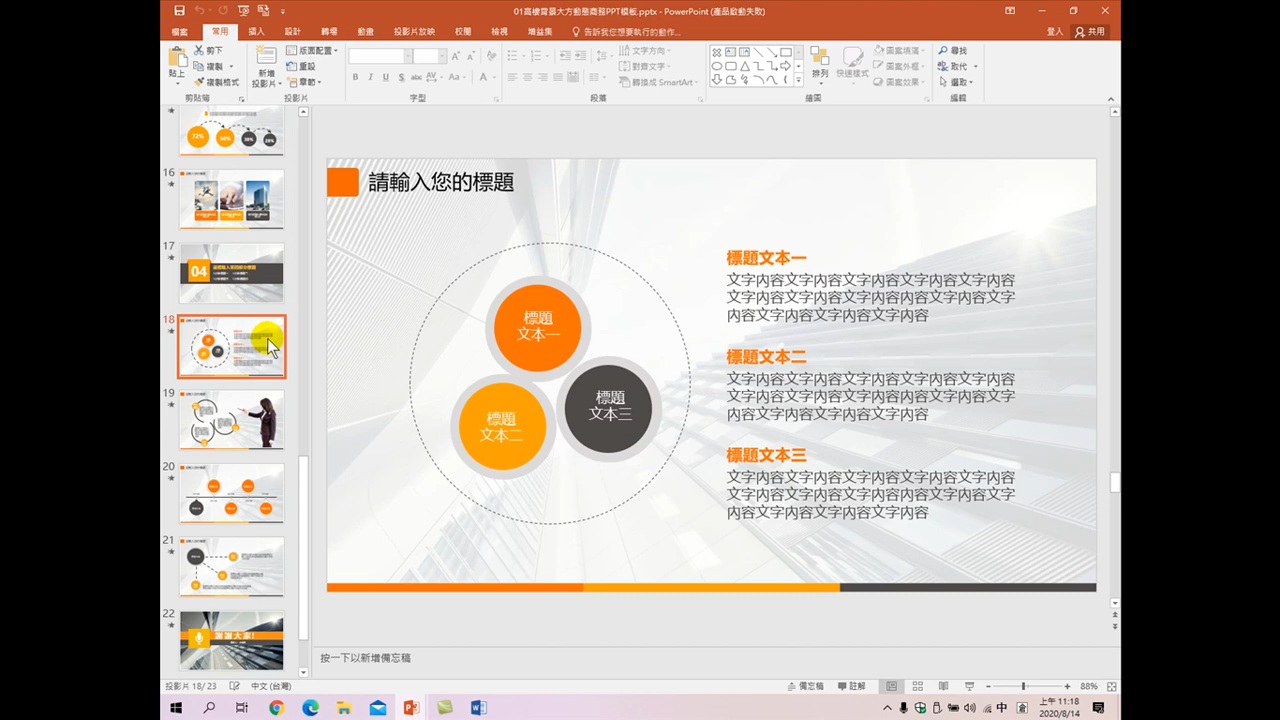 01高樓背景大方動態商務PPT模板.pptx - PowerPoint (產品啟動失敗)
檔案 常用 插入 設計 轉場 動畫 投影片放映 校閱 檢視 增益集 告訴我您想要執行的動作... 登入 共用
貼上
剪下
複製
複製格式
剪貼簿
新增
投影片
版面配置
重設
章節
投影片
B I U S abc AV Aa A
字型
文字方向
對齊文字
轉換成 SmartArt
段落
排列
快速樣式
圖案填滿
圖案外框
圖案效果
繪圖
尋找
取代
選取
編輯
72%
16
17
04
18
19
20
21
22
謝謝大家!
請輸入您的標題
標題
文本一
標題
文本二
標題
文本三
標題文本一
文字內容文字內容文字內容文字內容文字內容
文字內容文字內容文字內容內容文字內容文字
內容文字內容文字內容文字內容
標題文本二
文字內容文字內容文字內容文字內容文字內容
文字內容文字內容文字內容內容文字內容文字
內容文字內容文字內容文字內容
標題文本三
文字內容文字內容文字內容文字內容文字內容
文字內容文字內容文字內容內容文字內容文字
內容文字內容文字內容文字內容
按一下以新增備忘稿
投影片 18/ 23 中文 (台灣) 備忘稿 註解 88%
中
上午 11:18
2020/8/14